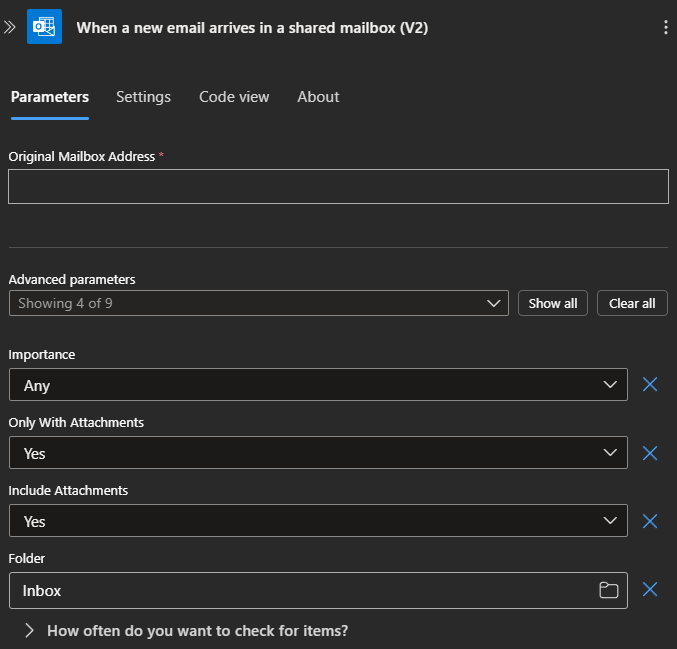 When a new email arrives in a shared mailbox (V2)
Parameters Settings Code view About
Original Mailbox Address *
Advanced parameters
Showing 4 of 9 Show all Clear all
Importance
Any
Only With Attachments
Yes
Include Attachments
Yes
Folder
Inbox
How often do you want to check for items?